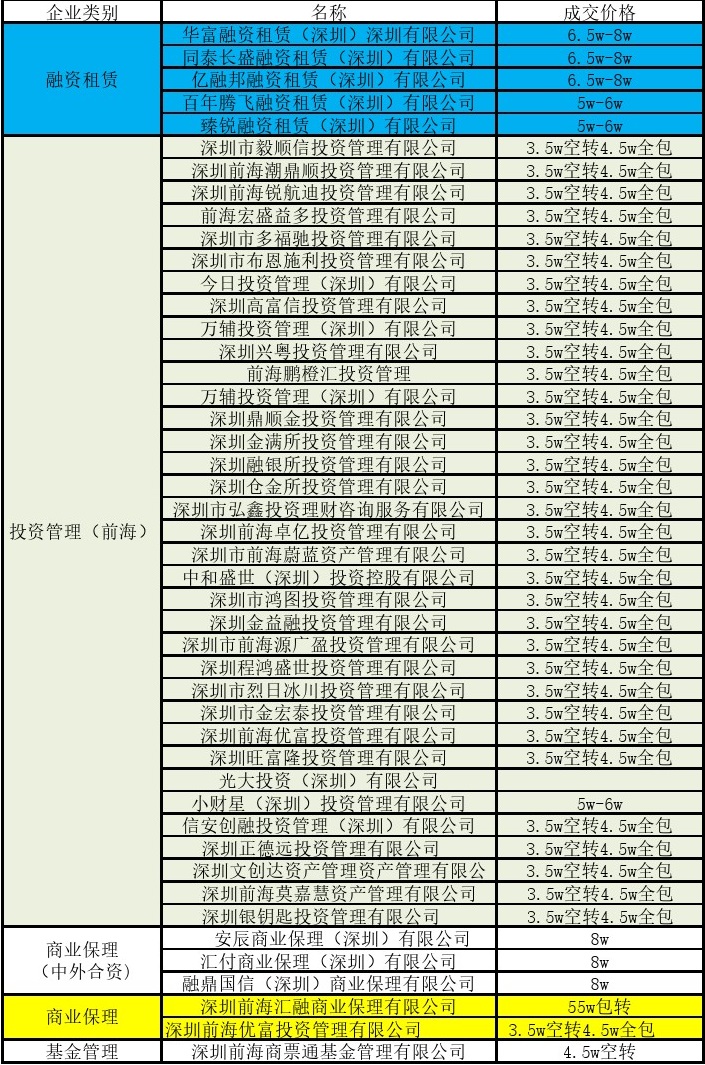 企业类别 名称 成交价格
融资租赁
华富融资租赁（深圳）深圳有限公司 6.5w-8w
同泰长盛融资租赁（深圳）有限公司 6.5w-8w
亿融邦融资租赁（深圳）有限公司 6.5w-8w
百年腾飞融资租赁（深圳）有限公司 5w-6w
臻锐融资租赁（深圳）有限公司 5w-6w
投资管理（前海）
深圳市毅顺信投资管理有限公司 3.5w空转4.5w全包
深圳前海潮鼎顺投资管理有限公司 3.5w空转4.5w全包
深圳前海锐航迪投资管理有限公司 3.5w空转4.5w全包
前海宏盛益多投资管理有限公司 3.5w空转4.5w全包
深圳市多福驰投资管理有限公司 3.5w空转4.5w全包
深圳市布恩施利投资管理有限公司 3.5w空转4.5w全包
今日投资管理（深圳）有限公司 3.5w空转4.5w全包
深圳高富信投资管理有限公司 3.5w空转4.5w全包
万辅投资管理（深圳）有限公司 3.5w空转4.5w全包
深圳兴粤投资管理有限公司 3.5w空转4.5w全包
前海鹏橙汇投资管理 3.5w空转4.5w全包
万辅投资管理（深圳）有限公司 3.5w空转4.5w全包
深圳鼎顺金投资管理有限公司 3.5w空转4.5w全包
深圳金满所投资管理有限公司 3.5w空转4.5w全包
深圳融银所投资管理有限公司 3.5w空转4.5w全包
深圳仓金所投资管理有限公司 3.5w空转4.5w全包
深圳市弘鑫投资理财咨询服务有限公司 3.5w空转4.5w全包
深圳前海卓亿投资管理有限公司 3.5w空转4.5w全包
深圳市前海蔚蓝资产管理有限公司 3.5w空转4.5w全包
中和盛世（深圳）投资控股有限公司 3.5w空转4.5w全包
深圳市鸿图投资管理有限公司 3.5w空转4.5w全包
深圳金益融投资管理有限公司 3.5w空转4.5w全包
深圳市前海源广盈投资管理有限公司 3.5w空转4.5w全包
深圳程鸿盛世投资管理有限公司 3.5w空转4.5w全包
深圳市烈日冰川投资管理有限公司 3.5w空转4.5w全包
深圳市金宏泰投资管理有限公司 3.5w空转4.5w全包
深圳前海优富投资管理有限公司 3.5w空转4.5w全包
深圳旺富隆投资管理有限公司 3.5w空转4.5w全包
光大投资（深圳）有限公司
小财星（深圳）投资管理有限公司 5w-6w
信安创融投资管理（深圳）有限公司 3.5w空转4.5w全包
深圳正德远投资管理有限公司 3.5w空转4.5w全包
深圳文创达资产管理资产管理有限公 3.5w空转4.5w全包
深圳前海莫嘉慧资产管理有限公司 3.5w空转4.5w全包
深圳银钥匙投资管理有限公司 3.5w空转4.5w全包
商业保理
（中外合资)
安辰商业保理（深圳）有限公司 8w
汇付商业保理（深圳）有限公司 8w
融鼎国信（深圳）商业保理有限公司 8w
商业保理
深圳前海汇融商业保理有限公司 55w包转
深圳前海优富投资管理有限公司 3.5w空转4.5w全包
基金管理 深圳前海商票通基金管理有限公司 4.5w空转